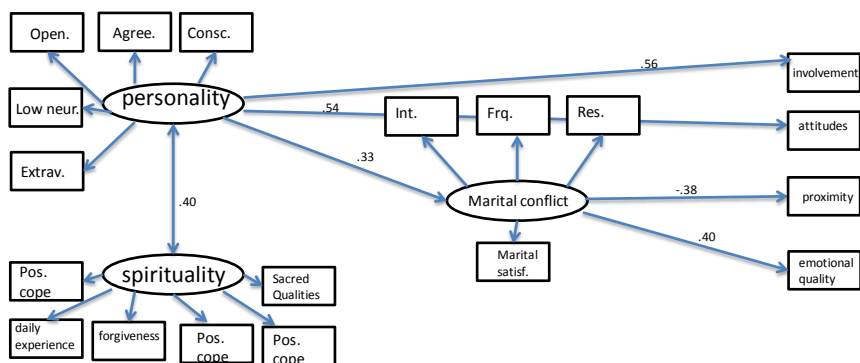 Open.
Agree.
Consc.
.56
involvement
Low neur.
personality
.54
Int.
Frq.
Res.
attitudes
Extrav.
.33
.40
Marital conflict
-.38
proximity
.40
Marital
satisf.
emotional
quality
Pos.
cope
spirituality
Sacred
Qualities
daily
experience
forgiveness
Pos.
cope
Pos.
cope